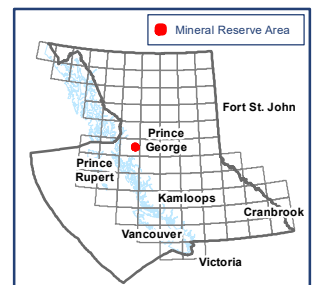 Mineral Reserve Area
Fort St. John
Prince
George
Prince
Rupert
Kamloops
Cranbrook
Vancouver
Victoria